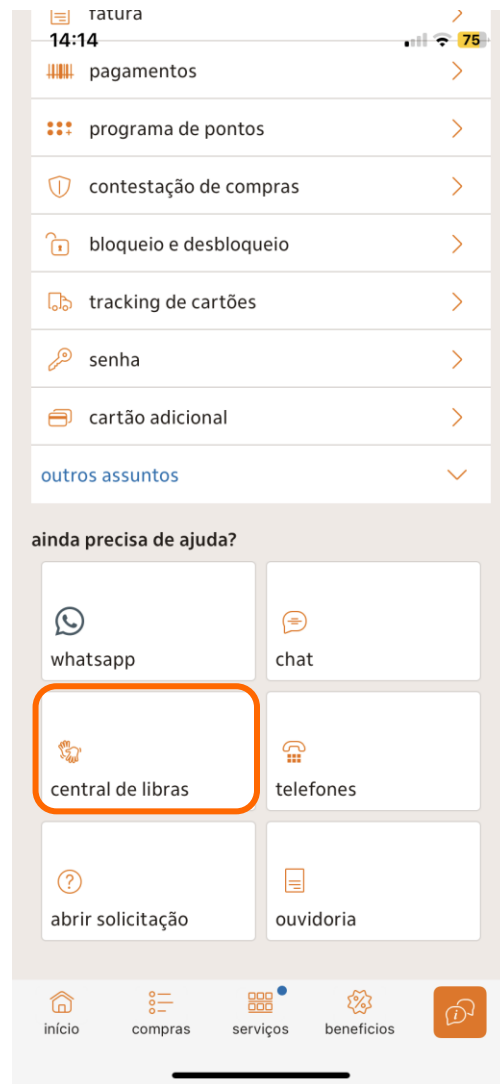 fatura
14:14
75
pagamentos
programa de pontos
contestação de compras
bloqueio e desbloqueio
tracking de cartões
senha
cartão adicional
outros assuntos
ainda precisa de ajuda?
whatsapp
chat
central de libras
telefones
abrir solicitação
ouvidoria
início
compras
serviços
beneficios